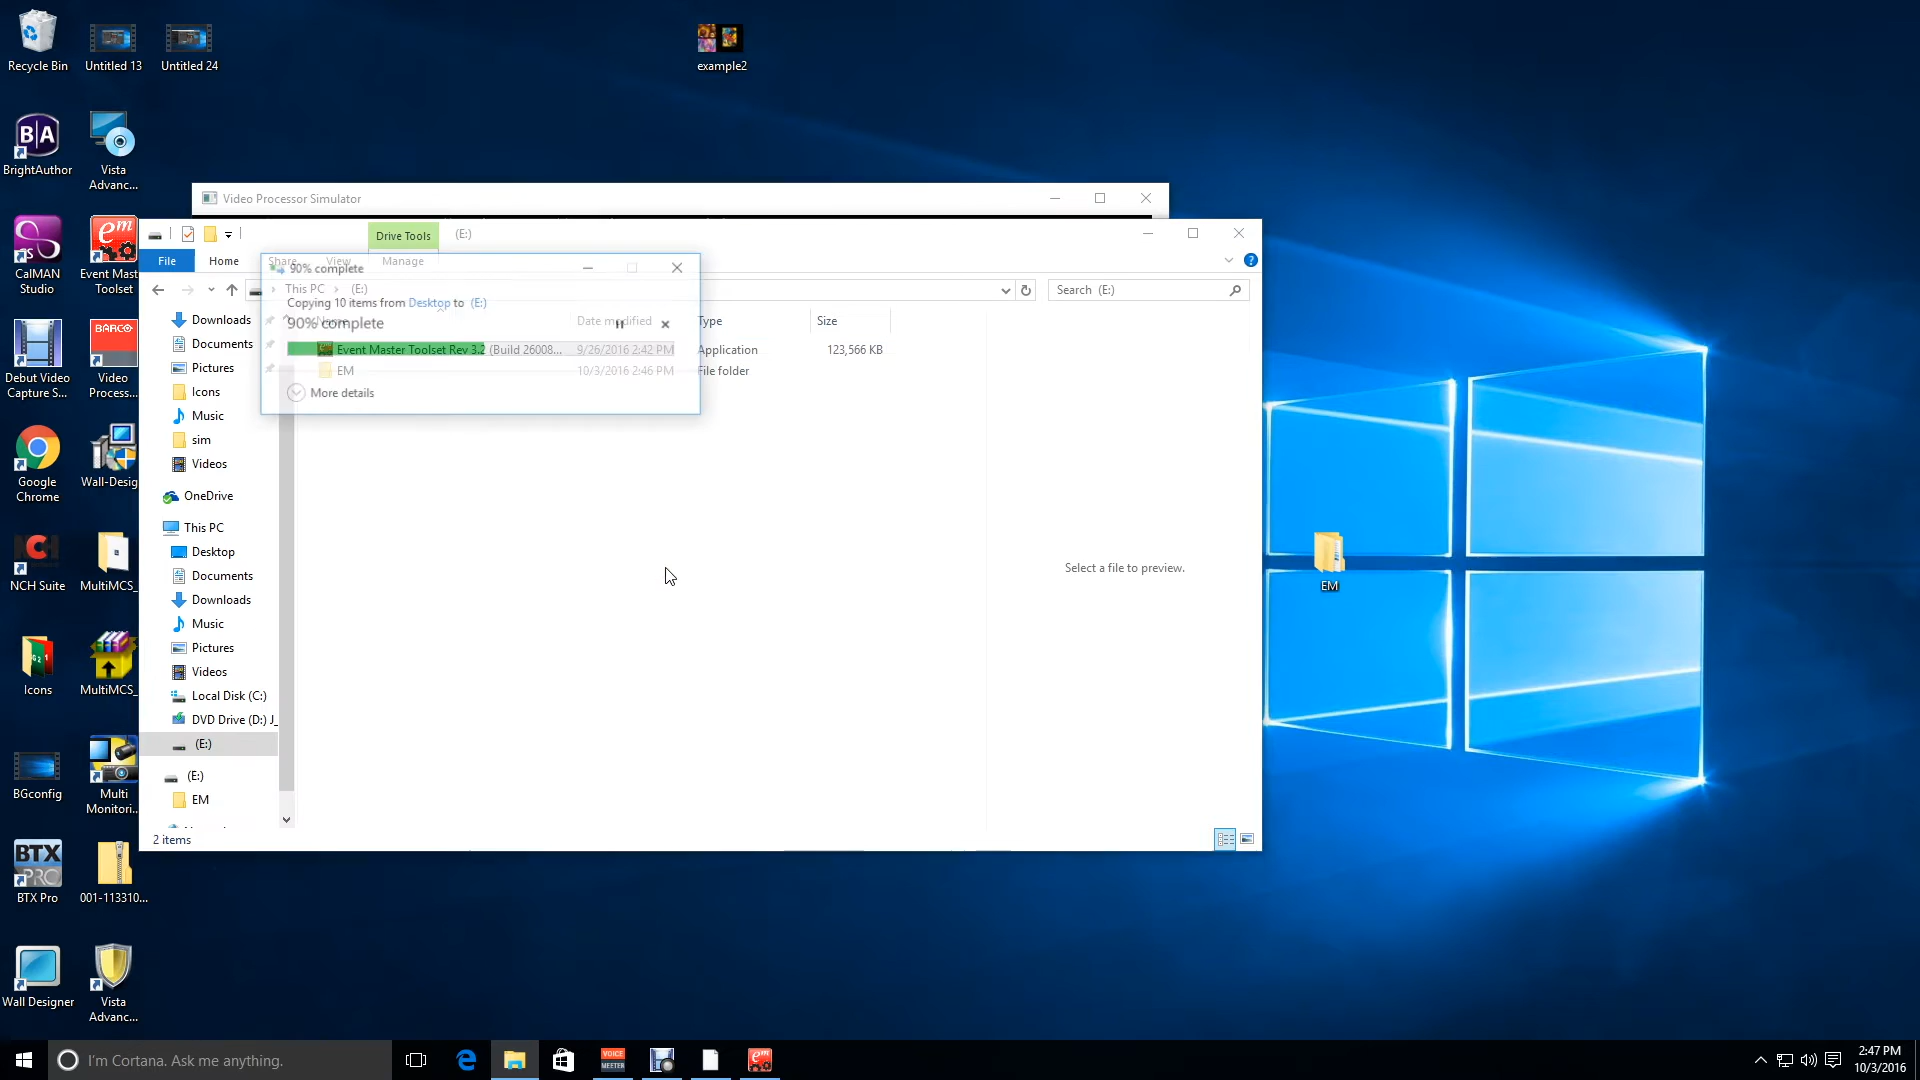 Recycle Bin
Untitled 13
Untitled 24
example2
B|A
BrightAuthor
Vista
Advanc...
Video Processor Simulator
CalMAN
Studio
em
Event Mast
Toolset
Drive Tools
(E:)
File
Home
Share
View
Manage
This PC
(E:)
Search (E:)
90% complete
Copying 10 items from Desktop to (E:)
90% complete
More details
Date modified
Type
Size
Event Master Toolset Rev 3.2 (Build 26008...
9/26/2016 2:42 PM
Application
123,566 KB
EM
10/3/2016 2:46 PM
File folder
Downloads
Documents
Pictures
Icons
Music
sim
Videos
OneDrive
This PC
Desktop
Documents
Downloads
Music
Pictures
Videos
Local Disk (C:)
DVD Drive (D:) J_
(E:)
(E:)
EM
2 items
Select a file to preview.
EM
Debut Video
Capture S...
BARCO
Video
Process...
Google
Chrome
Wall-Desig
NCH
NCH Suite
MultiMCS_
Icons
MultiMCS_
BGconfig
Multi
Monitori...
BTX
PRO
BTX Pro
001-113310...
Wall Designer
Vista
Advanc...
I'm Cortana. Ask me anything.
VOICE
MEETER
em
2:47 PM
10/3/2016